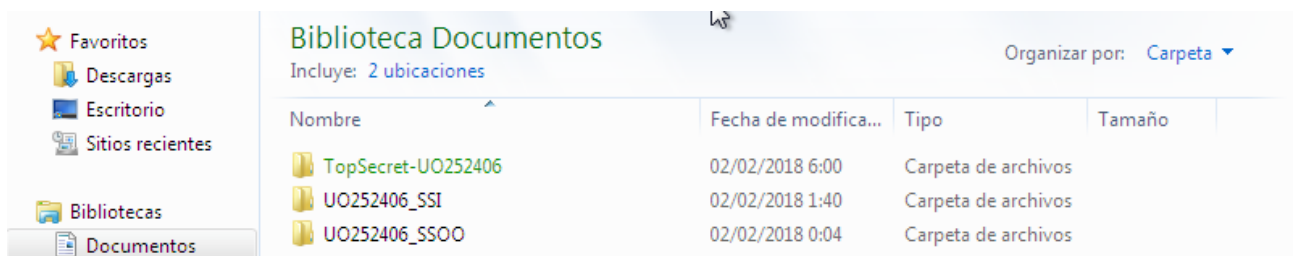 Favoritos
Descargas
Escritorio
Sitios recientes
Bibliotecas
Documentos
Biblioteca Documentos
Incluye: 2 ubicaciones
Organizar por: Carpeta
Nombre Fecha de modifica... Tipo Tamaño
TopSecret-UO252406 02/02/2018 6:00 Carpeta de archivos
UO252406_SSI 02/02/2018 1:40 Carpeta de archivos
UO252406_SSOO 02/02/2018 0:04 Carpeta de archivos